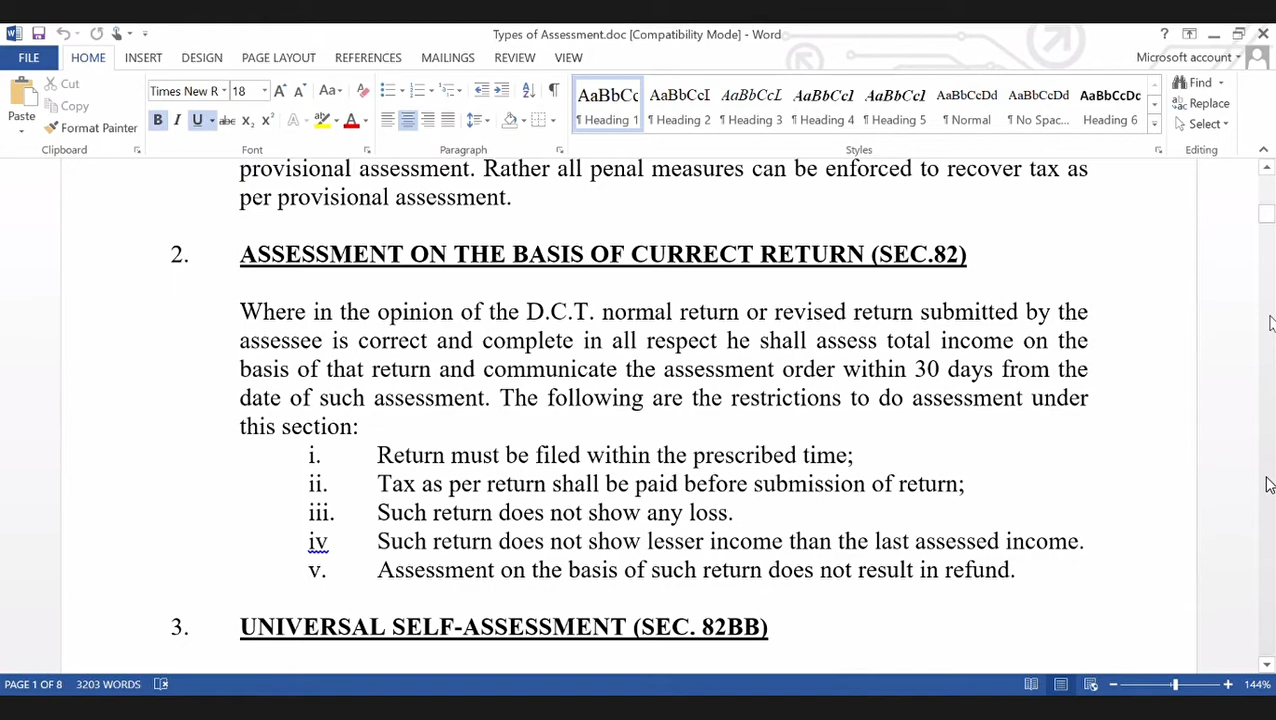 Types of Assessment.doc [Compatibility Mode] - Word
FILE HOME INSERT DESIGN PAGE LAYOUT REFERENCES MAILINGS REVIEW VIEW Microsoft account
Paste
Cut
Copy
Format Painter
Times New R 18
Aa
B I U abc X₂ X² A A
AaBbCc AaBbCcL AaBbCcL AaBbCcI AaBbCcI AaBbCcDd AaBbCcDd AaBbCcDc
¶ Heading 1 ¶ Heading 2 ¶ Heading 3 ¶ Heading 4 ¶ Heading 5 ¶ Normal ¶ No Spac... Heading 6
Find
Replace
Select
Clipboard Font Paragraph Styles Editing
provisional assessment. Rather all penal measures can be enforced to recover tax as
per provisional assessment.
2. ASSESSMENT ON THE BASIS OF CURRECT RETURN (SEC.82)
Where in the opinion of the D.C.T. normal return or revised return submitted by the
assessee is correct and complete in all respect he shall assess total income on the
basis of that return and communicate the assessment order within 30 days from the
date of such assessment. The following are the restrictions to do assessment under
this section:
i. Return must be filed within the prescribed time;
ii. Tax as per return shall be paid before submission of return;
iii. Such return does not show any loss.
iv Such return does not show lesser income than the last assessed income.
v. Assessment on the basis of such return does not result in refund.
3. UNIVERSAL SELF-ASSESSMENT (SEC. 82BB)
PAGE 1 OF 8 3203 WORDS 144%